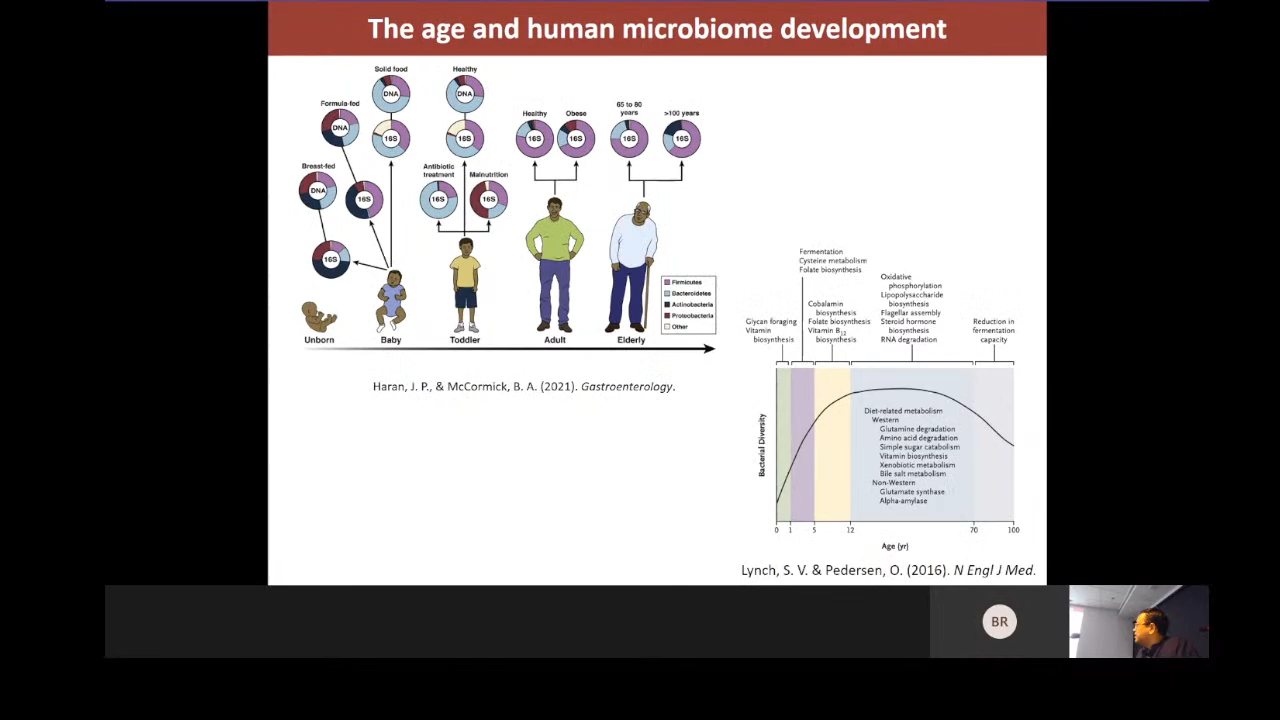 The age and human microbiome development
Solid food
DNA
16S
Healthy
DNA
16S
Formula-fed
DNA
16S
Breast-fed
DNA
16S
Antibiotic
treatment
16S
Malnutrition
16S
Healthy
16S
Obese
16S
65 to 80
years
16S
>100 years
16S
Firmicutes
Bacteroidetes
Actinobacteria
Proteobacteria
Other
Unborn
Baby
Toddler
Adult
Elderly
Haran, J. P., & McCormick, B. A. (2021). Gastroenterology.
Glycan foraging
Vitamin
biosynthesis
Fermentation
Cysteine metabolism
Folate biosynthesis
Cobalamin
biosynthesis
Folate biosynthesis
Vitamin B12
biosynthesis
Oxidative
phosphorylation
Lipopolysaccharide
biosynthesis
Flagellar assembly
Steroid hormone
biosynthesis
RNA degradation
Reduction in
fermentation
capacity
Bacterial Diversity
Diet-related metabolism
Western
Glutamine degradation
Amino acid degradation
Simple sugar catabolism
Vitamin biosynthesis
Xenobiotic metabolism
Bile salt metabolism
Non-Western
Glutamate synthase
Alpha-amylase
0 1 5 12 70 100
Age (yr)
Lynch, S. V. & Pedersen, O. (2016). N Engl J Med.
BR